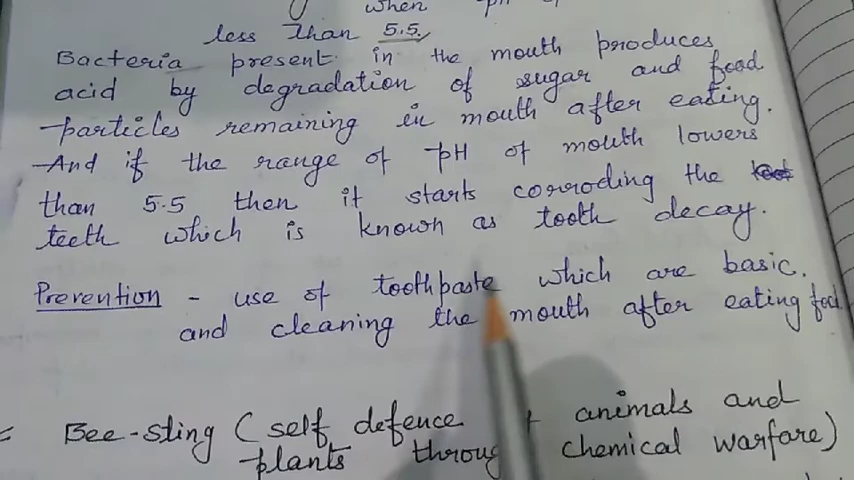 when pH
less than 5.5.
Bacteria present in the mouth produces
acid by degradation of sugar and food
particles remaining in mouth after eating.
And if the range of pH of mouth lowers
than 5.5 then it starts corroding the
teeth which is known as tooth decay.
Prevention - use of toothpaste which are basic.
and cleaning the mouth after eating food
Bee-sting (self defence animals and
plants through chemical warfare)